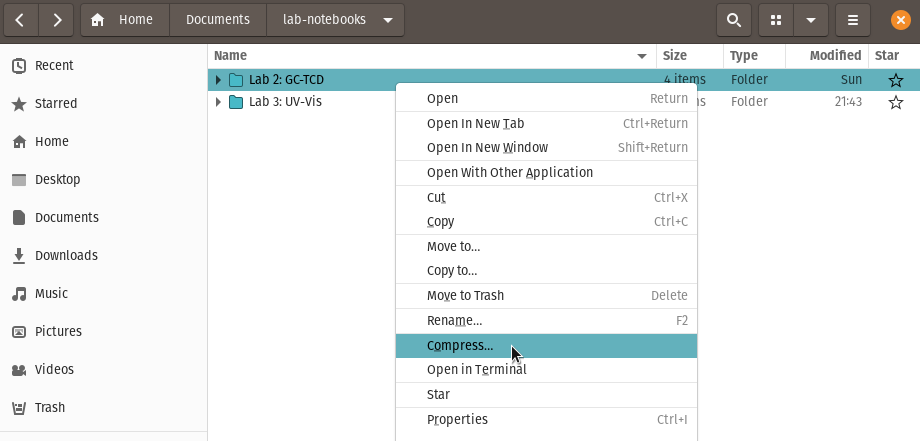 Home Documents lab-notebooks
Name Size Type Modified Star
Recent
Starred
Home
Desktop
Documents
Downloads
Music
Pictures
Videos
Trash
Lab 2: GC-TCD 4 items Folder Sun
Lab 3: UV-Vis Folder 21:43
Open Return
Open In New Tab Ctrl+Return
Open In New Window Shift+Return
Open With Other Application
Cut Ctrl+X
Copy Ctrl+C
Move to...
Copy to...
Move to Trash Delete
Rename... F2
Compress...
Open in Terminal
Star
Properties Ctrl+I